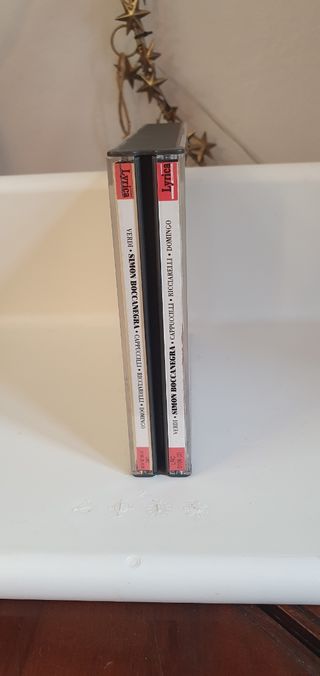 Lyrica
VERDI • SIMON BOCCANEGRA • CAPPUCCILLI • RICCIARELLI • DOMINGO
Lyrica
VERDI • SIMON BOCCANEGRA • CAPPUCCILLI • RICCIARELLI • DOMINGO